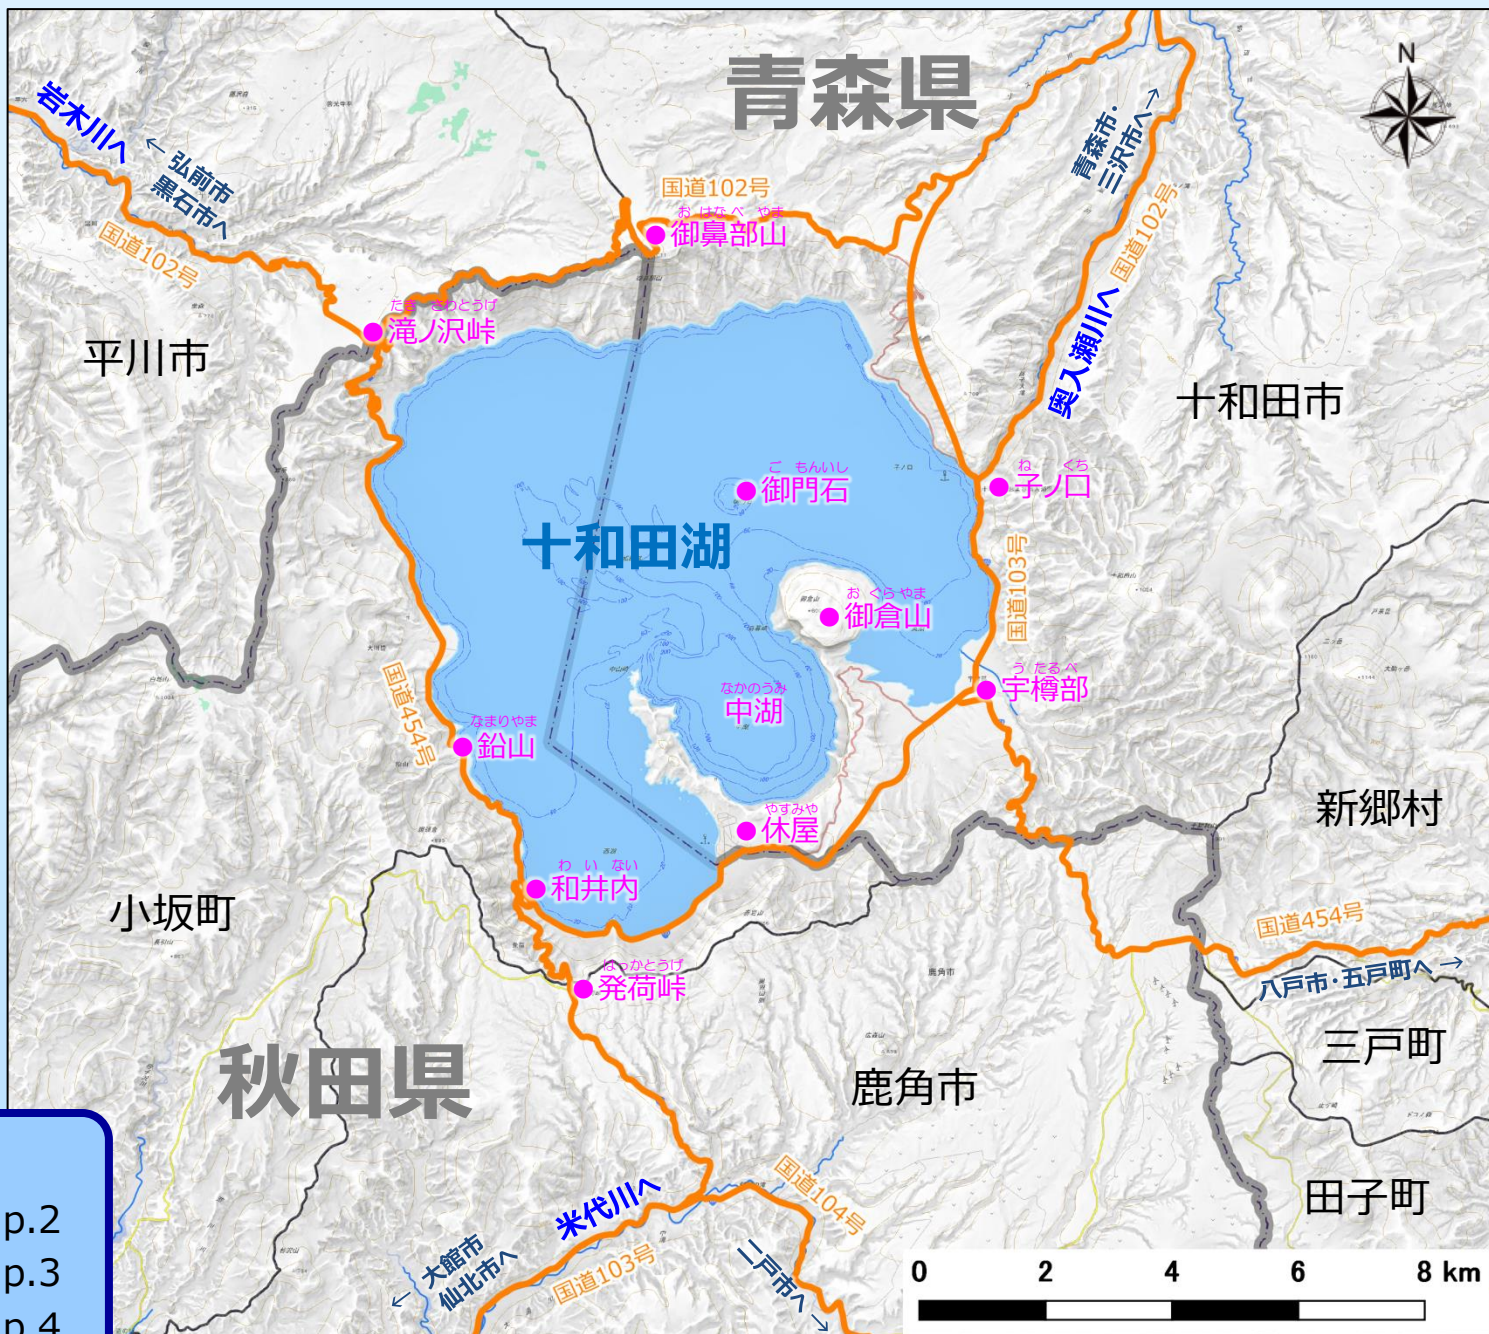 青森県
N
岩木川へ
← 弘前市
黒石市へ
国道102号
国道102号
お はなべ やま
御鼻部山
青森市・
三沢市へ →
国道102号
奥入瀬川へ
たき さわとうげ
滝ノ沢峠
平川市
十和田市
ご もんいし
御門石
子ノ口
ね くち
子ノ口
十和田湖
国道103号
お ぐら やま
御倉山
う たるべ
宇樽部
国道454号
なまりやま
鉛山
なかのうみ
中湖
やすみや
休屋
新郷村
わ い ない
和井内
小坂町
国道454号
八戸市・五戸町へ →
はっかとうげ
発荷峠
鹿角市
三戸町
秋田県
鹿角市
田子町
米代川へ
国道104号
← 大館市
仙北市へ
国道103号
二戸市へ →
p.2
p.3
p.4
0 2 4 6 8 km